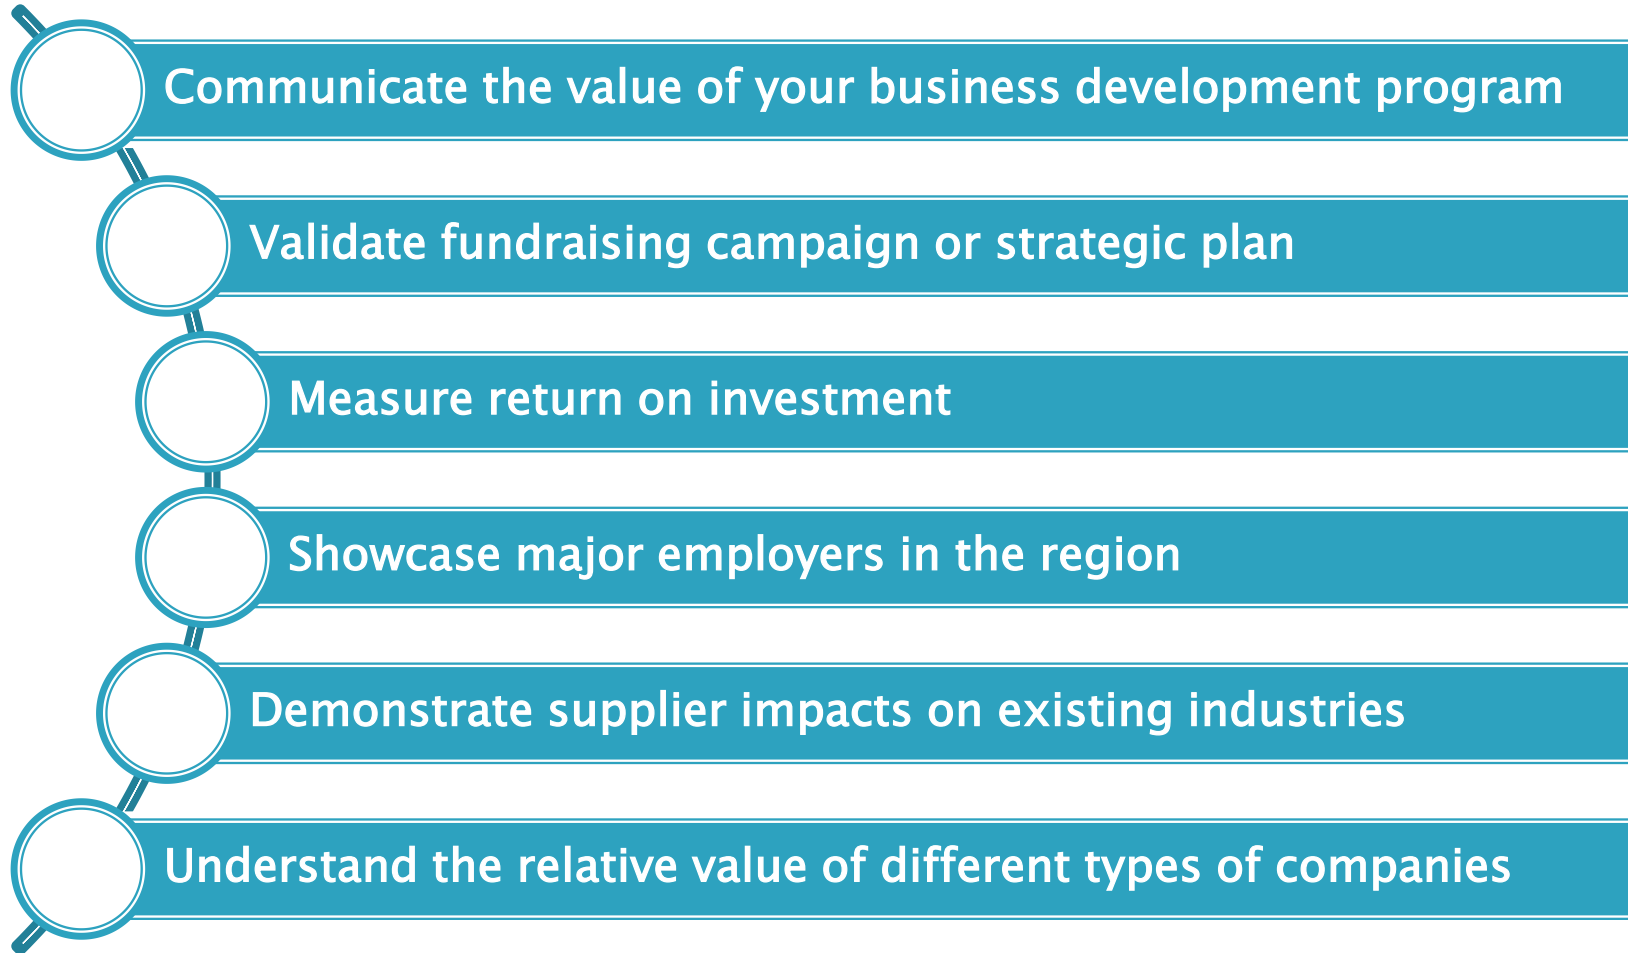 Communicate the value of your business development program
Validate fundraising campaign or strategic plan
Measure return on investment
Showcase major employers in the region
Demonstrate supplier impacts on existing industries
Understand the relative value of different types of companies